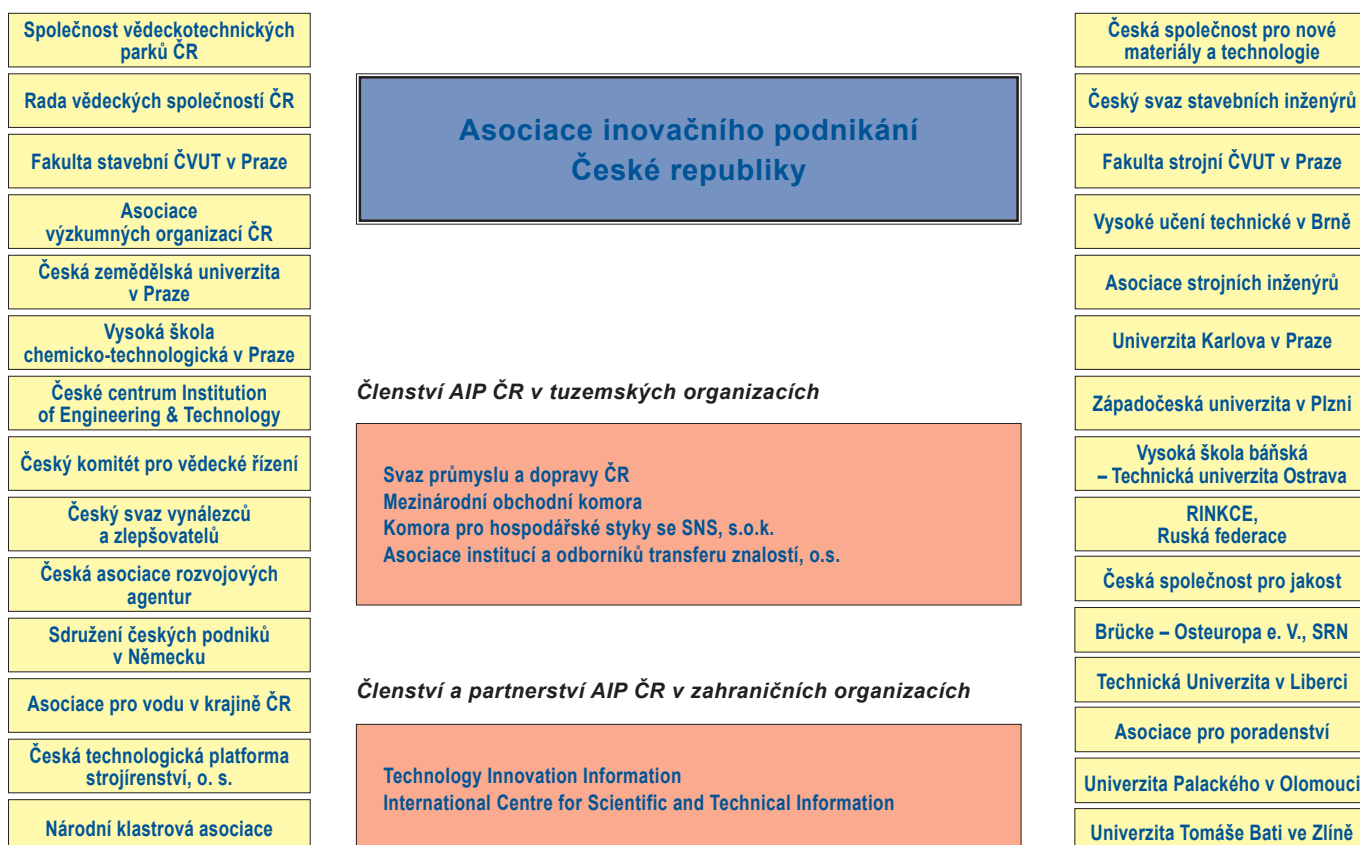 Společnost vědeckotechnických
parků ČR
Rada vědeckých společností ČR
Fakulta stavební ČVUT v Praze
Asociace
výzkumných organizací ČR
Česká zemědělská univerzita
v Praze
Vysoká škola
chemicko-technologická v Praze
České centrum Institution
of Engineering & Technology
Český komitét pro vědecké řízení
Český svaz vynálezců
a zlepšovatelů
Česká asociace rozvojových
agentur
Sdružení českých podniků
v Německu
Asociace pro vodu v krajině ČR
Česká technologická platforma
strojírenství, o. s.
Národní klastrová asociace
Asociace inovačního podnikání
České republiky
Členství AIP ČR v tuzemských organizacích
Svaz průmyslu a dopravy ČR
Mezinárodní obchodní komora
Komora pro hospodářské styky se SNS, s.o.k.
Asociace institucí a odborníků transferu znalostí, o.s.
Členství a partnerství AIP ČR v zahraničních organizacích
Technology Innovation Information
International Centre for Scientific and Technical Information
Česká společnost pro nové
materiály a technologie
Český svaz stavebních inženýrů
Fakulta strojní ČVUT v Praze
Vysoké učení technické v Brně
Asociace strojních inženýrů
Univerzita Karlova v Praze
Západočeská univerzita v Plzni
Vysoká škola báňská
– Technická univerzita Ostrava
RINKCE,
Ruská federace
Česká společnost pro jakost
Brücke – Osteuropa e. V., SRN
Technická Univerzita v Liberci
Asociace pro poradenství
Univerzita Palackého v Olomouci
Univerzita Tomáše Bati ve Zlíně